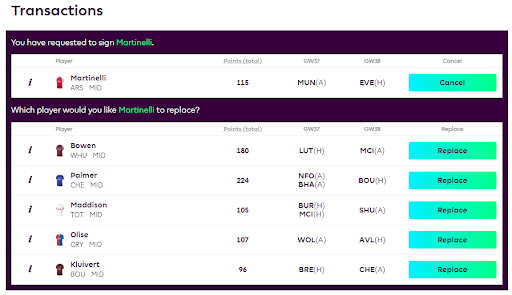 Transactions
You have requested to sign Martinelli.
Player Points (total) GW37 GW38 Cancel
i Martinelli 115 MUN(A) EVE(H) Cancel
ARS MID
Which player would you like Martinelli to replace?
Player Points (total) GW37 GW38 Replace
i Bowen 180 LUT(H) MCI(A) Replace
WHU MID
i Palmer 224 NFO(A) BHA(A) BOU(H) Replace
CHE MID
i Maddison 105 BUR(H) MCI(H) SHU(A) Replace
TOT MID
i Olise 107 WOL(A) AVL(H) Replace
CRY MID
i Kluivert 96 BRE(H) CHE(A) Replace
BOU MID